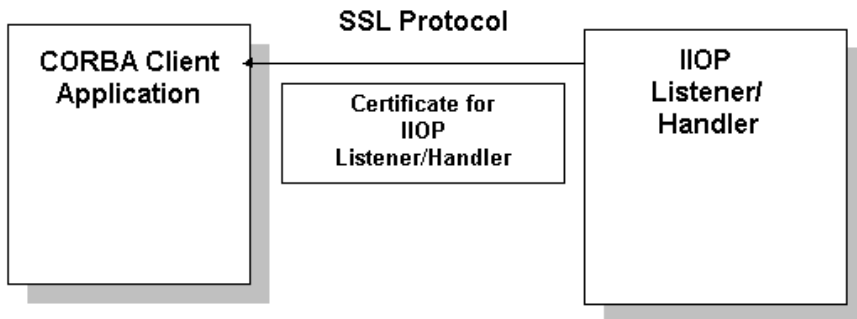 SSL Protocol
CORBA Client
Application
Certificate for
IIOP
Listener/Handler
IIOP
Listener/
Handler